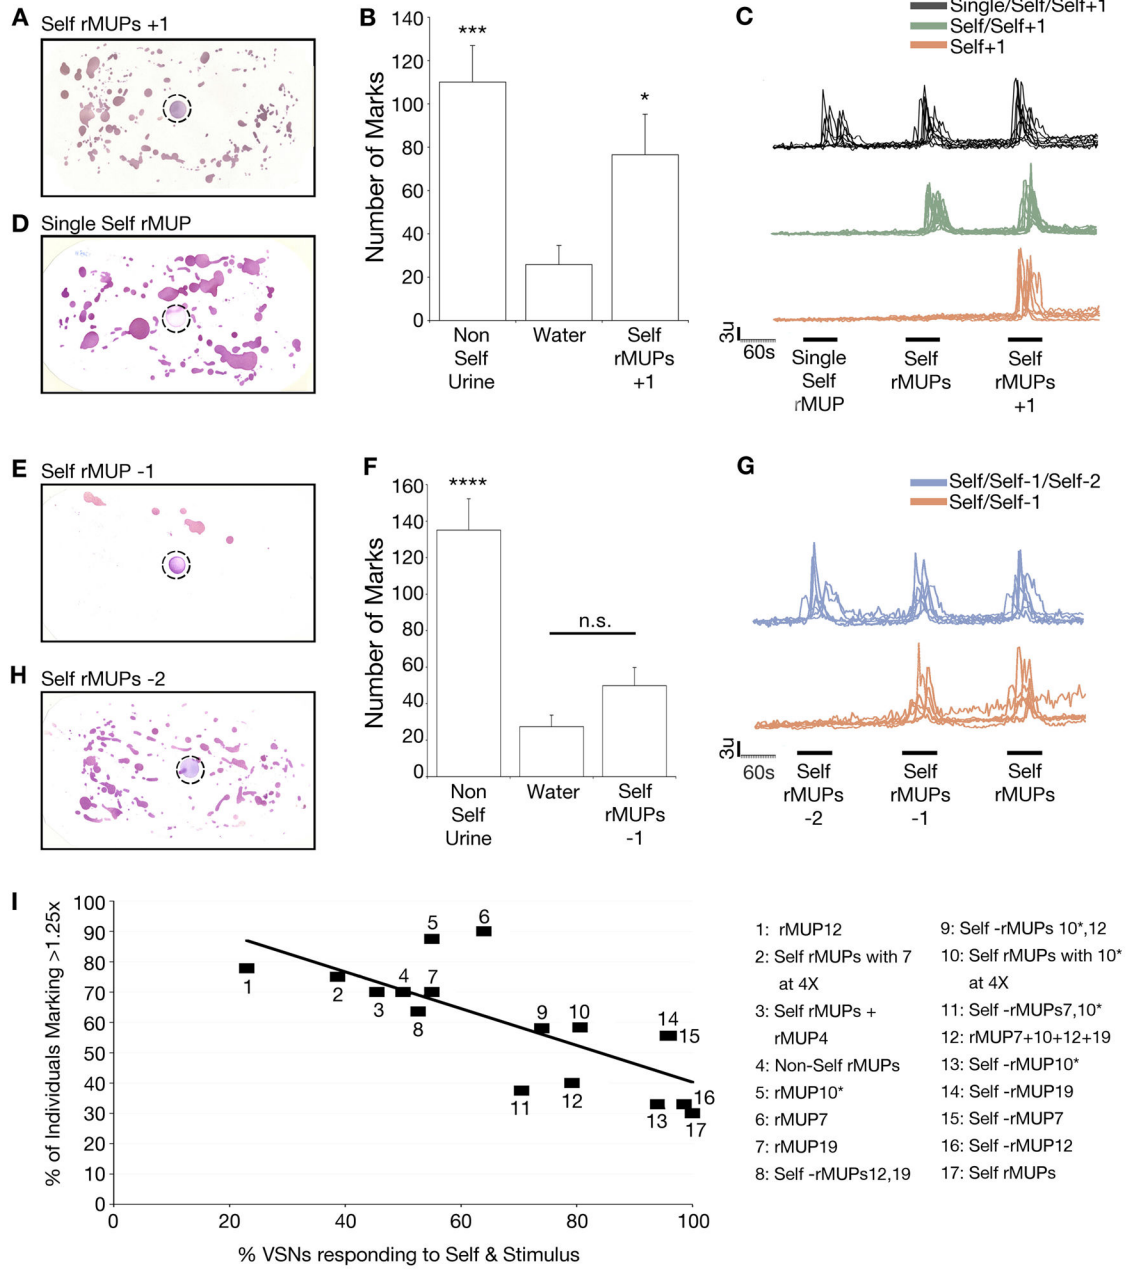 A
Self rMUPs +1
B
Number of Marks
140
120
100
80
60
40
20
0
***
*
Non
Self
Urine
Water
Self
rMUPs
+1
C
Single/Self/Self+1
Self/Self+1
Self+1
3u
60s
Single
Self
rMUP
Self
rMUPs
Self
rMUPs
+1
D
Single Self rMUP
E
Self rMUP -1
F
Number of Marks
160
140
120
100
80
60
40
20
0
****
n.s.
Non
Self
Urine
Water
Self
rMUPs
-1
G
Self/Self-1/Self-2
Self/Self-1
3u
60s
Self
rMUPs
-2
Self
rMUPs
-1
Self
rMUPs
H
Self rMUPs -2
I
% of Individuals Marking >1.25x
100
90
80
70
60
50
40
30
20
10
0
1
2
3
4
5
6
7
8
9
10
11
12
13
14
15
16
17
0
20
40
60
80
100
% VSNs responding to Self & Stimulus
1: rMUP12
2: Self rMUPs with 7
at 4X
3: Self rMUPs +
rMUP4
4: Non-Self rMUPs
5: rMUP10*
6: rMUP7
7: rMUP19
8: Self -rMUPs12,19
9: Self -rMUPs 10*,12
10: Self rMUPs with 10*
at 4X
11: Self -rMUPs7,10*
12: rMUP7+10+12+19
13: Self -rMUP10*
14: Self -rMUP19
15: Self -rMUP7
16: Self -rMUP12
17: Self rMUPs